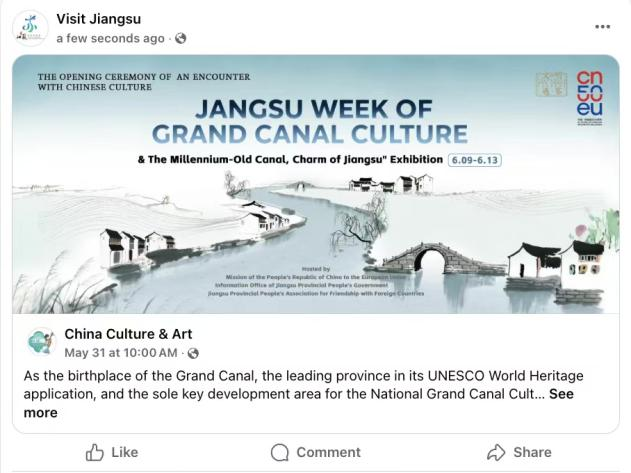 Visit Jiangsu
a few seconds ago ·
THE OPENING CEREMONY OF AN ENCOUNTER
WITH CHINESE CULTURE
JANGSU WEEK OF
GRAND CANAL CULTURE
& The Millennium-Old Canal, Charm of Jiangsu" Exhibition 6.09-6.13
cn
50
eu
Hosted by
Mission of the People's Republic of China to the European Union
Information Office of Jiangsu Provincial People's Government
Jiangsu Provincial People's Association for Friendship with Foreign Countries
China Culture & Art
May 31 at 10:00 AM ·
As the birthplace of the Grand Canal, the leading province in its UNESCO World Heritage
application, and the sole key development area for the National Grand Canal Cult... See
more
Like
Comment
Share